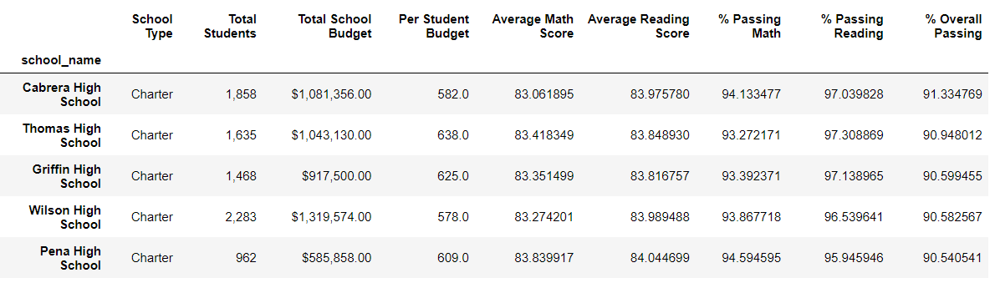 School Type Total Students Total School Budget Per Student Budget Average Math Score Average Reading Score % Passing Math % Passing Reading % Overall Passing
school_name
Cabrera High School Charter 1,858 $1,081,356.00 582.0 83.061895 83.975780 94.133477 97.039828 91.334769
Thomas High School Charter 1,635 $1,043,130.00 638.0 83.418349 83.848930 93.272171 97.308869 90.948012
Griffin High School Charter 1,468 $917,500.00 625.0 83.351499 83.816757 93.392371 97.138965 90.599455
Wilson High School Charter 2,283 $1,319,574.00 578.0 83.274201 83.989488 93.867718 96.539641 90.582567
Pena High School Charter 962 $585,858.00 609.0 83.839917 84.044699 94.594595 95.945946 90.540541